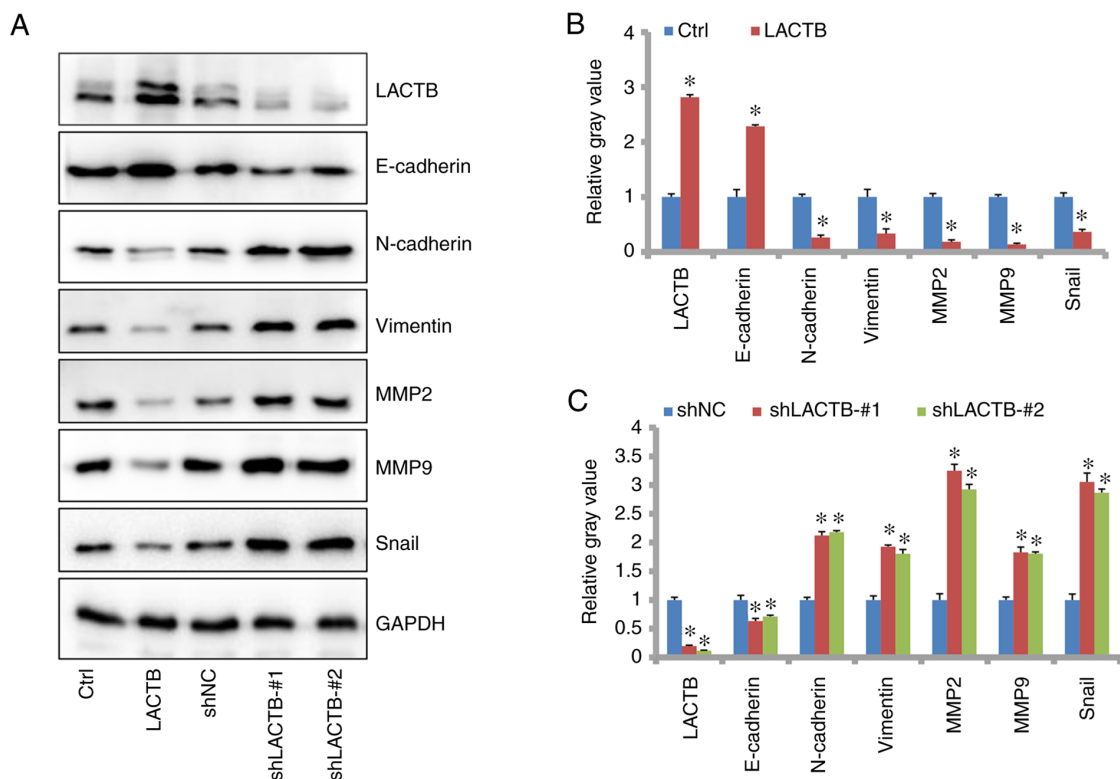 A
LACTB
E-cadherin
N-cadherin
Vimentin
MMP2
MMP9
Snail
GAPDH
Ctrl
LACTB
shNC
shLACTB-#1
shLACTB-#2
B
Ctrl LACTB
Relative gray value
4
3
2
1
0
* * * * * * *
LACTB
E-cadherin
N-cadherin
Vimentin
MMP2
MMP9
Snail
C
shNC shLACTB-#1 shLACTB-#2
Relative gray value
4
3.5
3
2.5
2
1.5
1
0.5
0
* * * * * * * * * * * * * *
LACTB
E-cadherin
N-cadherin
Vimentin
MMP2
MMP9
Snail